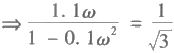 ⇒ 1.1ω / (1 − 0.1ω²) = 1 / √3